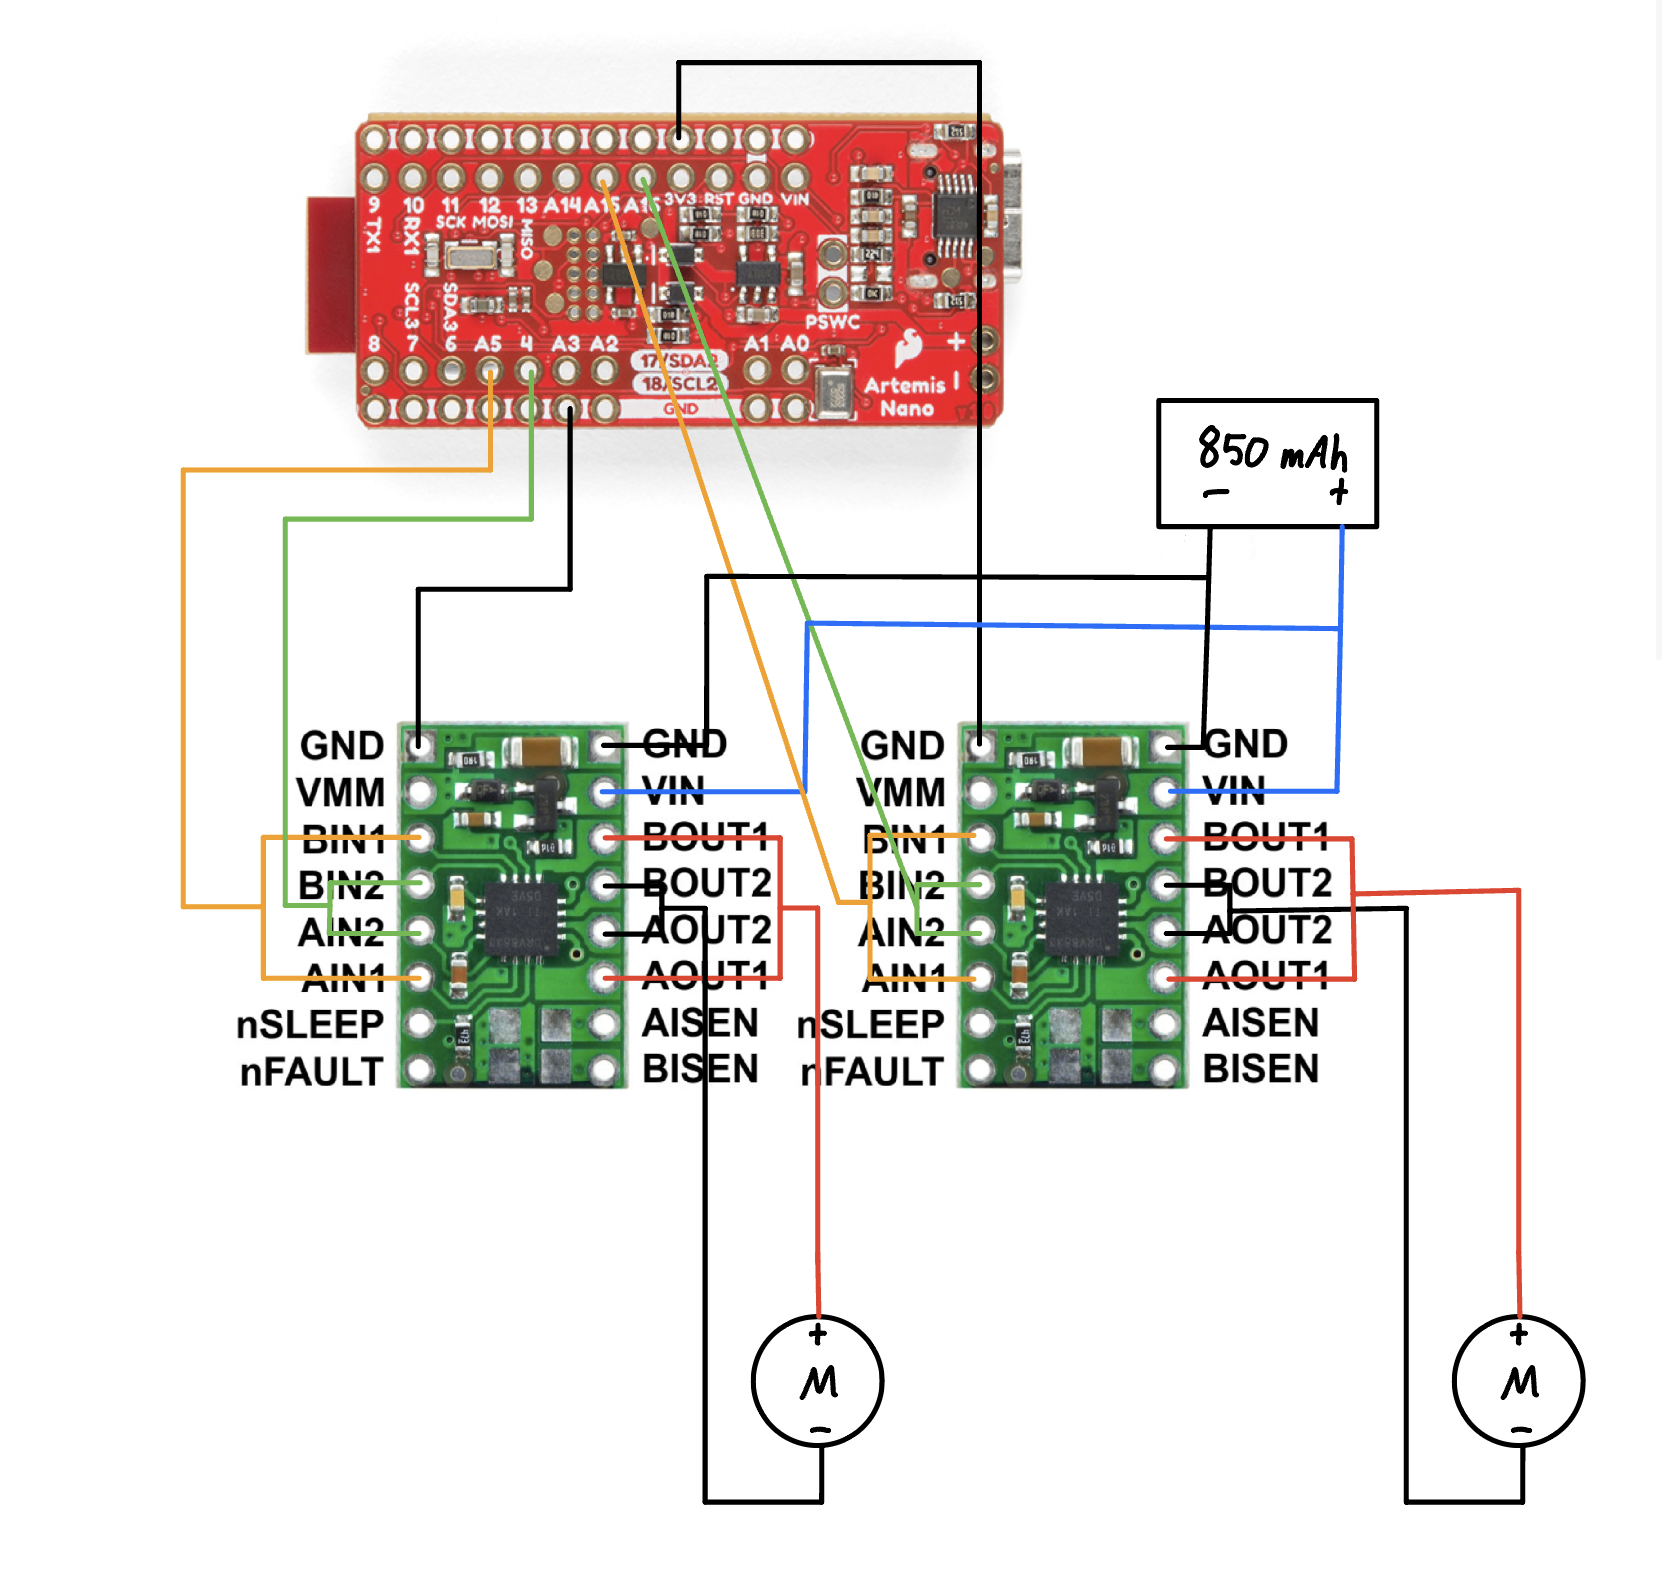 9 10 11 12 13 A14 A15 A16 3V3 RST GND VIN
SCK MOSI
TX1 RX1 MISO
SCL3 SDA3
PSWC
8 7 6 A5 4 A3 A2 A1 A0
17/SDA2
18/SCL2
GND
+
-
Artemis
Nano
850 mAh
- +
GND GND
VMM VIN
BIN1 BOUT1
BIN2 BOUT2
AIN2 AOUT2
AIN1 AOUT1
nSLEEP AISEN
nFAULT BISEN
GND GND
VMM VIN
BIN1 BOUT1
BIN2 BOUT2
AIN2 AOUT2
AIN1 AOUT1
nSLEEP AISEN
nFAULT BISEN
+
M
-
+
M
-